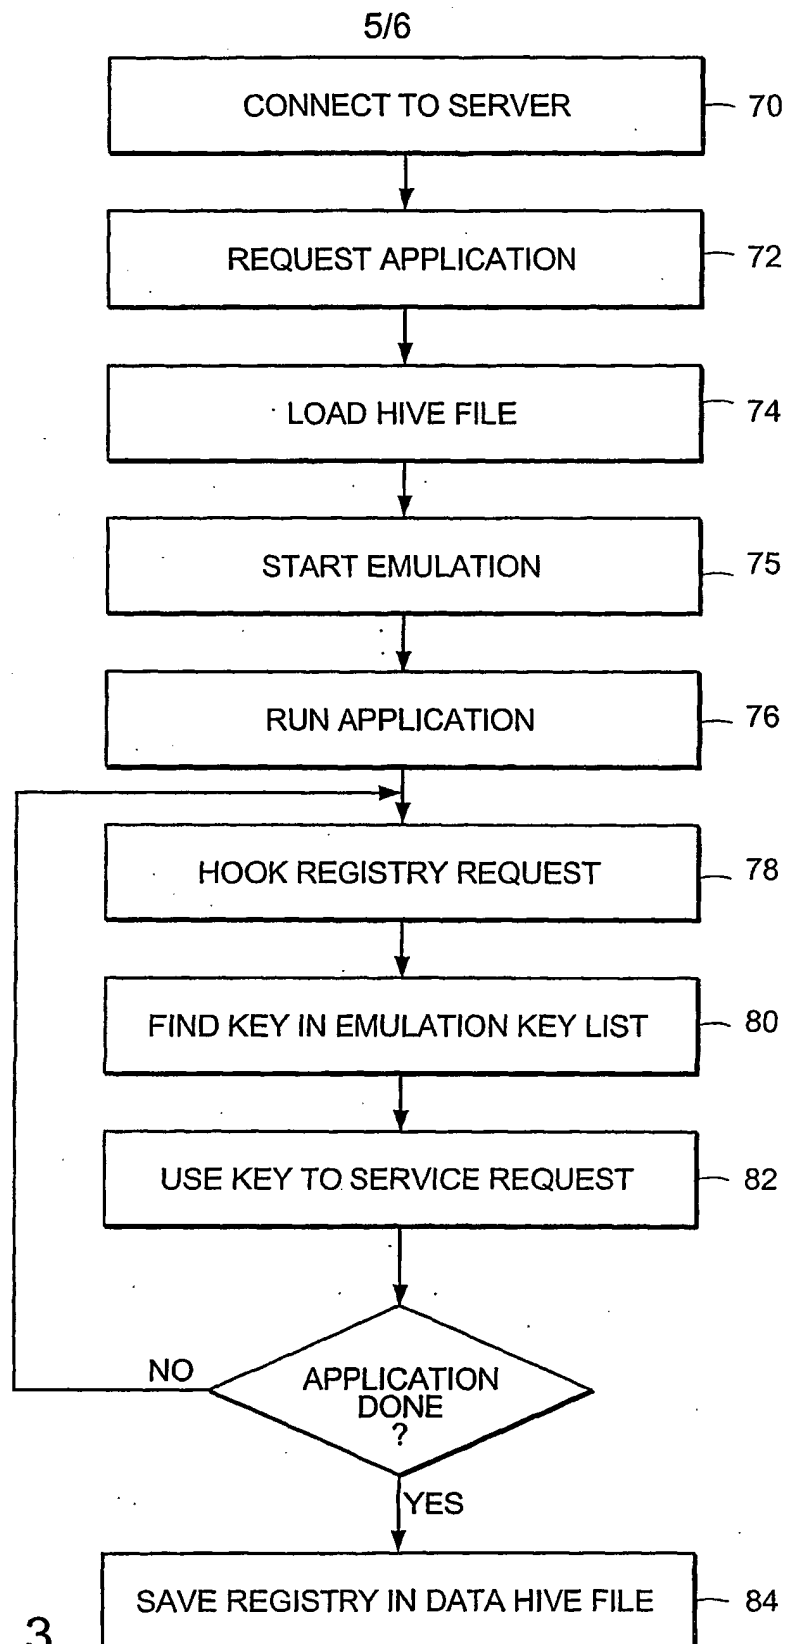 5/6
CONNECT TO SERVER
70
REQUEST APPLICATION
72
LOAD HIVE FILE
74
START EMULATION
75
RUN APPLICATION
76
HOOK REGISTRY REQUEST
78
FIND KEY IN EMULATION KEY LIST
80
USE KEY TO SERVICE REQUEST
82
NO
APPLICATION
DONE
?
YES
SAVE REGISTRY IN DATA HIVE FILE
84
3